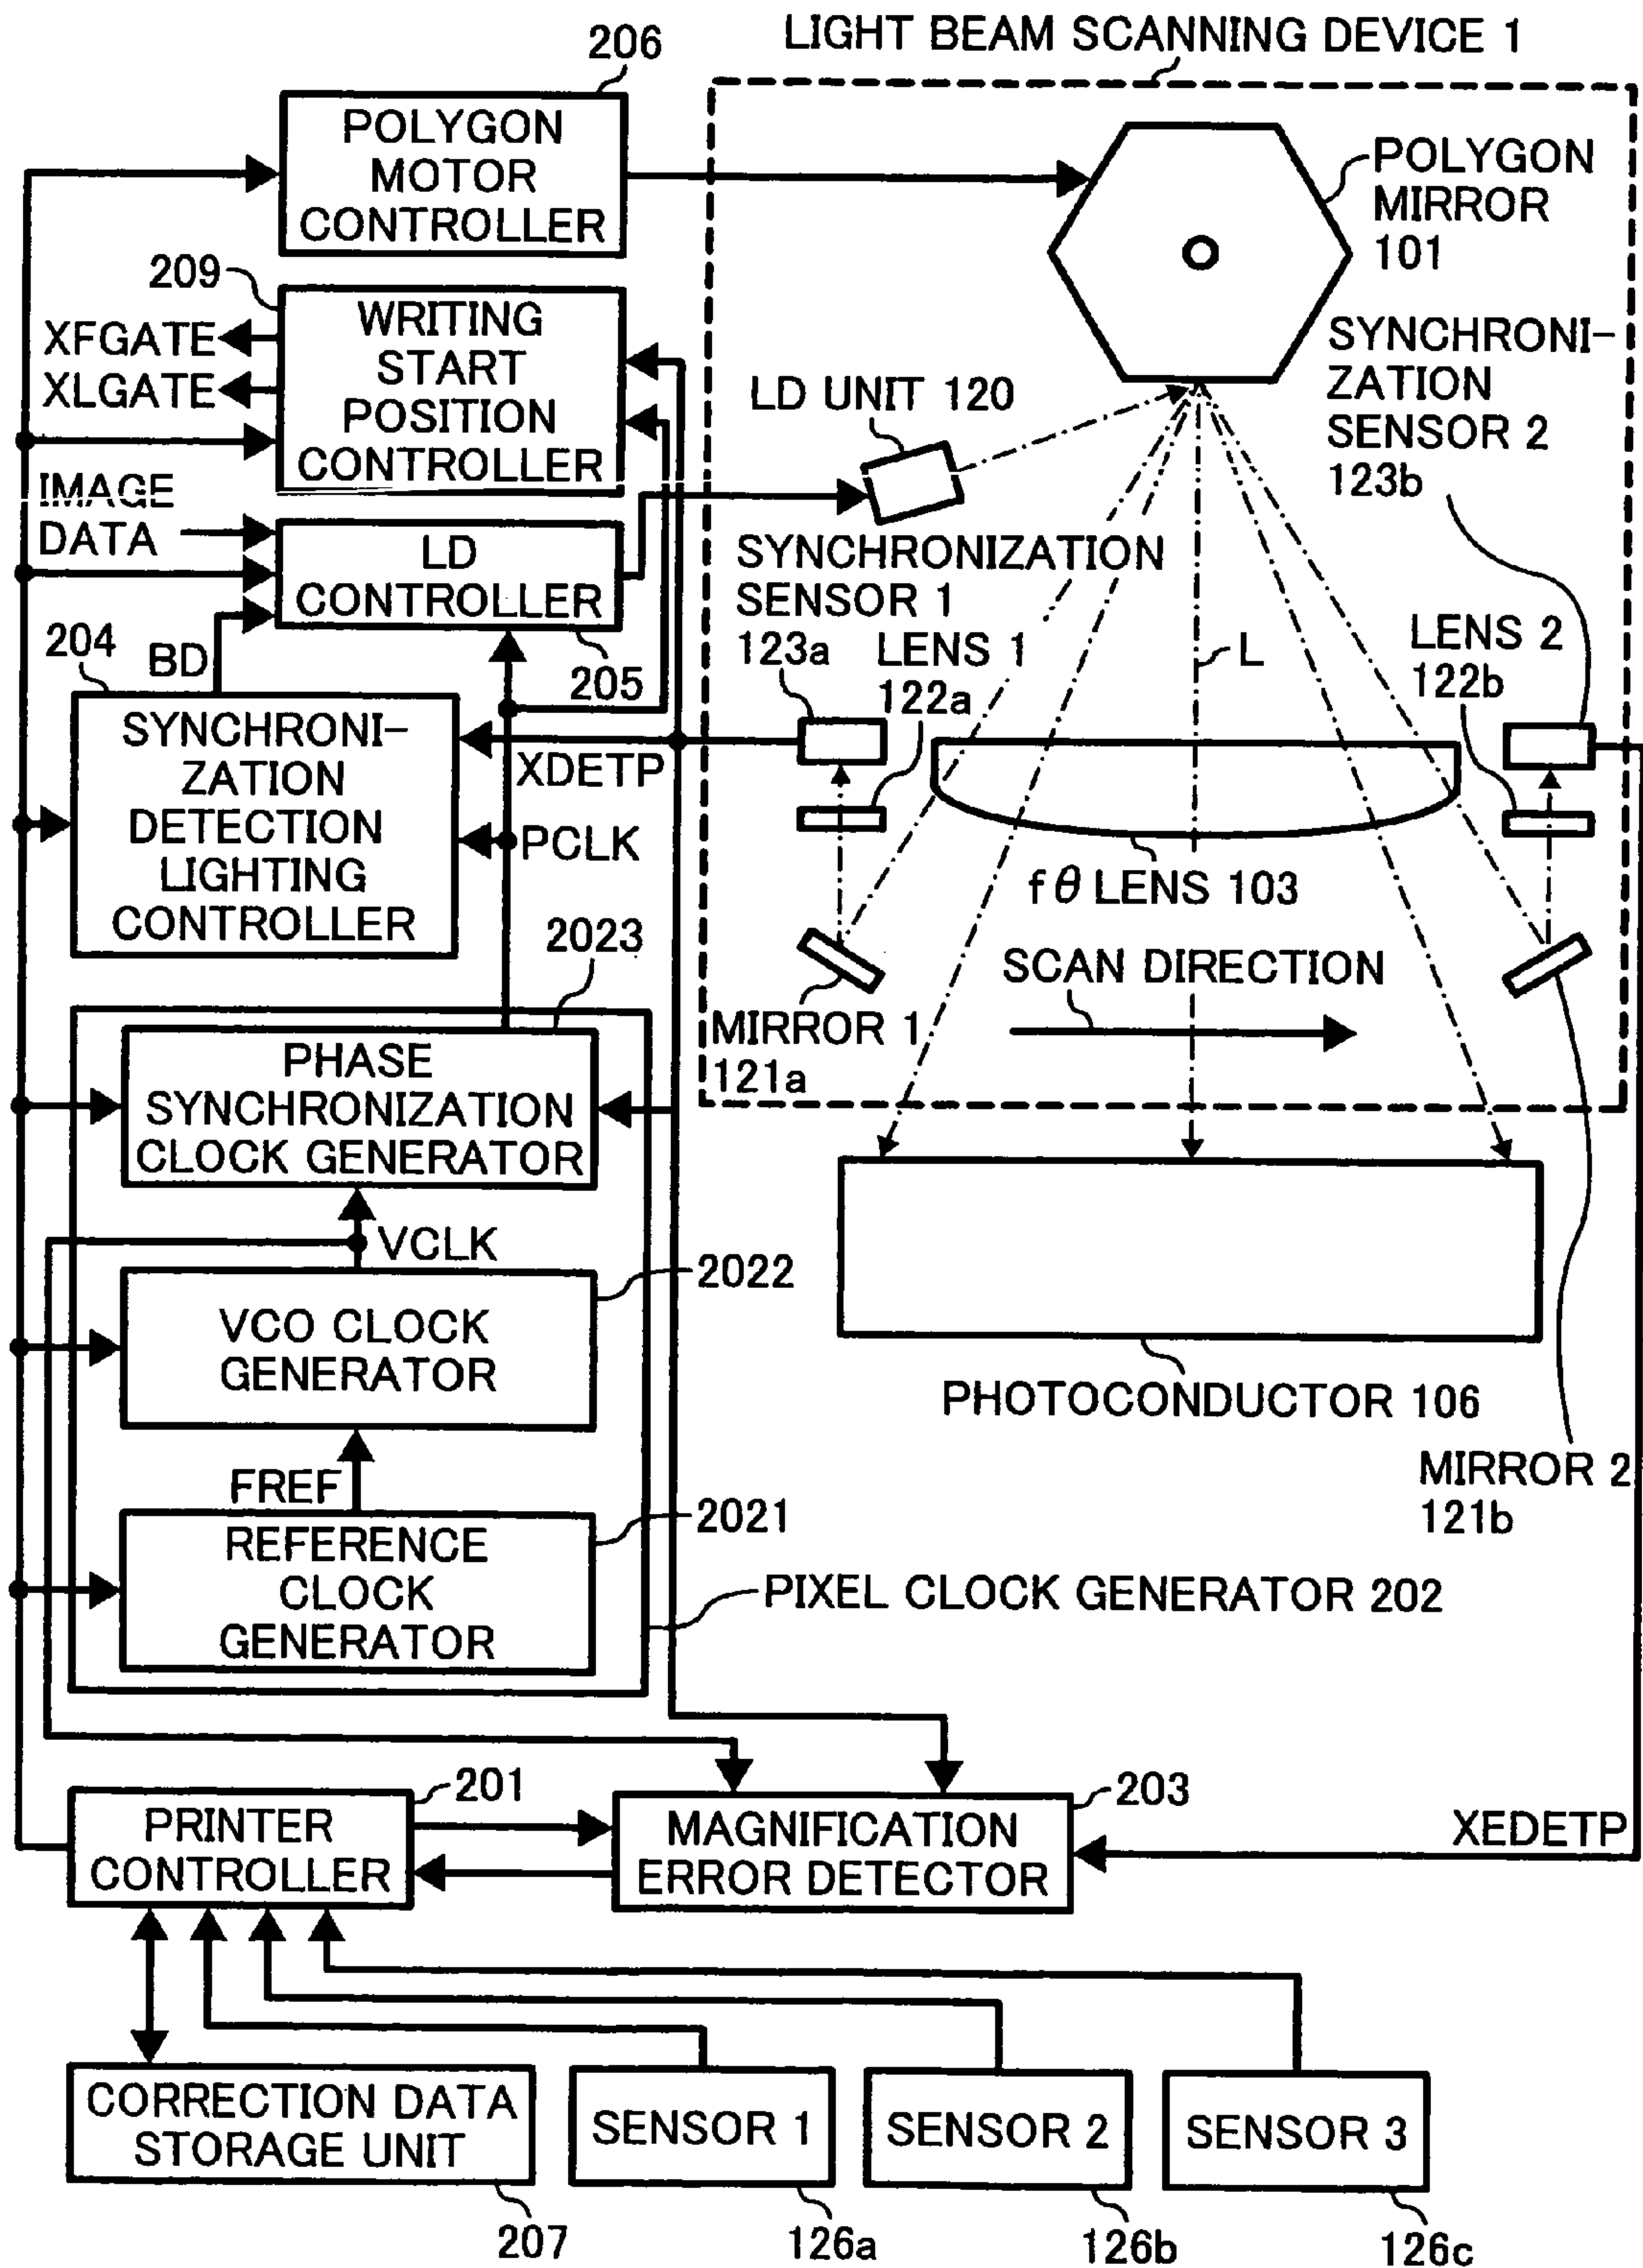 206
LIGHT BEAM SCANNING DEVICE 1
POLYGON
MOTOR
CONTROLLER
POLYGON
MIRROR
101
209
XFGATE
XLGATE
WRITING
START
POSITION
CONTROLLER
SYNCHRONI-
ZATION
SENSOR 2
123b
LD UNIT 120
IMAGE
DATA
LD
CONTROLLER
205
SYNCHRONIZATION
SENSOR 1
123a
LENS 1
122a
L
LENS 2
122b
204
BD
SYNCHRONI-
ZATION
DETECTION
LIGHTING
CONTROLLER
XDETP
PCLK
fθ LENS 103
SCAN DIRECTION
MIRROR 1
121a
2023
PHASE
SYNCHRONIZATION
CLOCK GENERATOR
VCLK
2022
VCO CLOCK
GENERATOR
PHOTOCONDUCTOR 106
MIRROR 2
121b
FREF
2021
REFERENCE
CLOCK
GENERATOR
PIXEL CLOCK GENERATOR 202
201
PRINTER
CONTROLLER
203
MAGNIFICATION
ERROR DETECTOR
XEDETP
CORRECTION DATA
STORAGE UNIT
207
SENSOR 1
126a
SENSOR 2
126b
SENSOR 3
126c